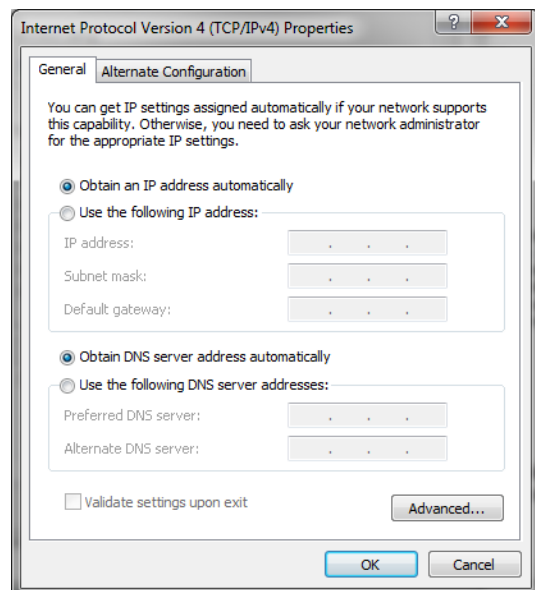 Internet Protocol Version 4 (TCP/IPv4) Properties
?
General
Alternate Configuration
You can get IP settings assigned automatically if your network supports
this capability. Otherwise, you need to ask your network administrator
for the appropriate IP settings.
Obtain an IP address automatically
Use the following IP address:
IP address:
Subnet mask:
Default gateway:
Obtain DNS server address automatically
Use the following DNS server addresses:
Preferred DNS server:
Alternate DNS server:
Validate settings upon exit
Advanced...
OK
Cancel